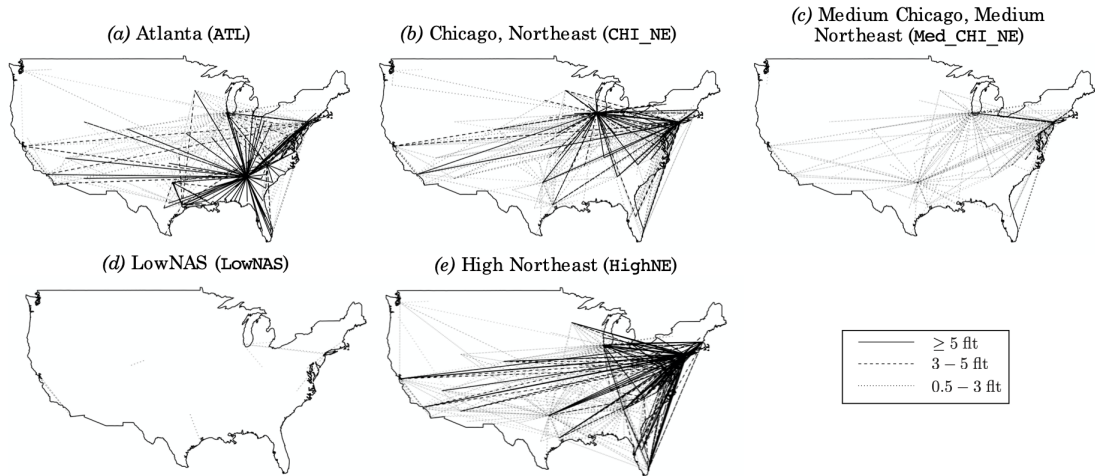 (a) Atlanta (ATL)
(b) Chicago, Northeast (CHI_NE)
(c) Medium Chicago, Medium
Northeast (Med_CHI_NE)
(d) LowNAS (LowNAS)
(e) High Northeast (HighNE)
≥ 5 flt
3 − 5 flt
0.5 − 3 flt